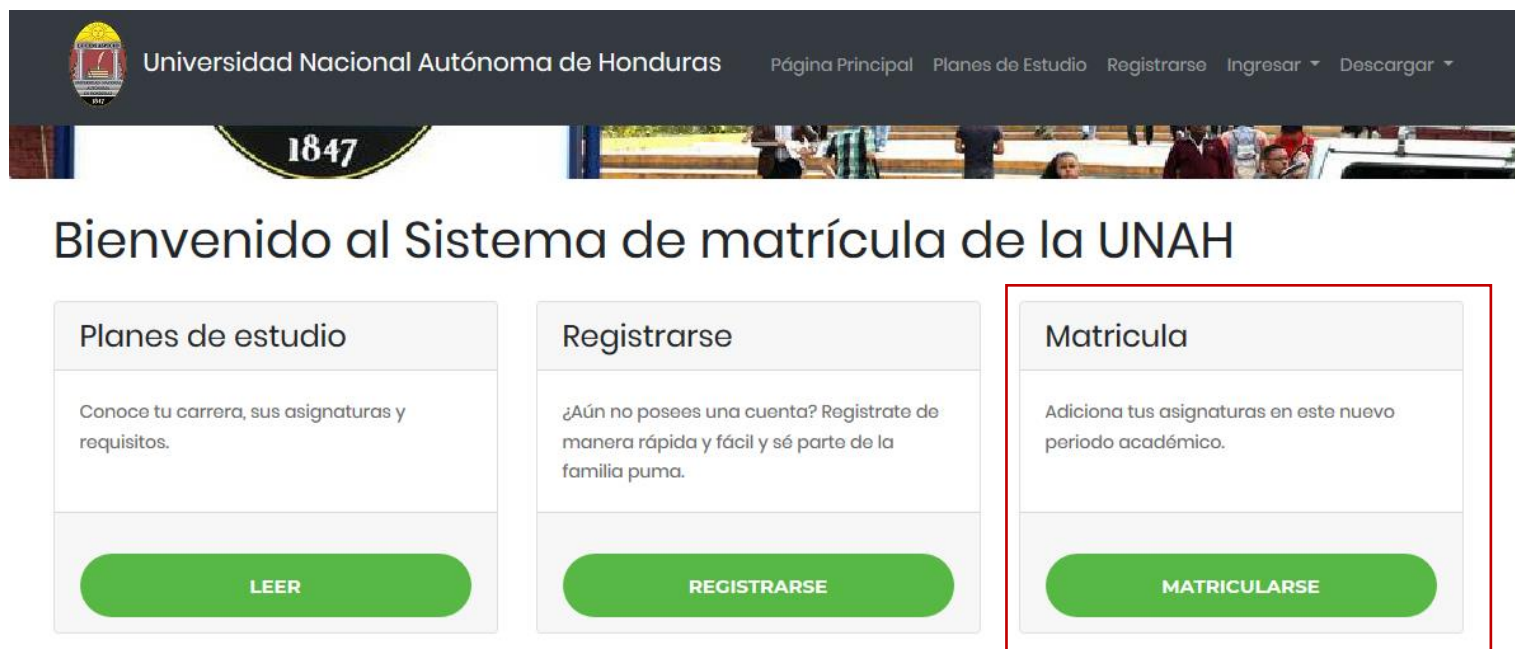 Universidad Nacional Autónoma de Honduras
Página Principal Planes de Estudio Registrarse Ingresar Descargar
1847
Bienvenido al Sistema de matrícula de la UNAH
Planes de estudio
Conoce tu carrera, sus asignaturas y
requisitos.
LEER
Registrarse
¿Aún no posees una cuenta? Registrate de
manera rápida y fácil y sé parte de la
familia puma.
REGISTRARSE
Matricula
Adiciona tus asignaturas en este nuevo
periodo académico.
MATRICULARSE